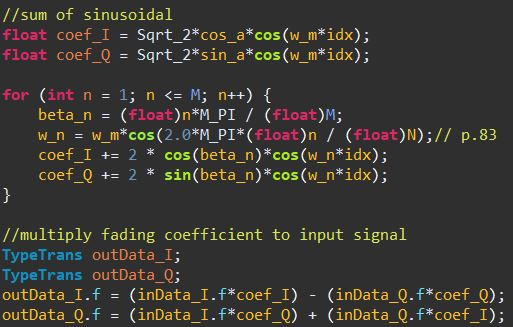 //sum of sinusoidal
float coef_I = Sqrt_2*cos_a*cos(w_m*idx);
float coef_Q = Sqrt_2*sin_a*cos(w_m*idx);
for (int n = 1; n <= M; n++) {
beta_n = (float)n*M_PI / (float)M;
w_n = w_m*cos(2.0*M_PI*(float)n / (float)N);// p.83
coef_I += 2 * cos(beta_n)*cos(w_n*idx);
coef_Q += 2 * sin(beta_n)*cos(w_n*idx);
}
//multiply fading coefficient to input signal
TypeTrans outData_I;
TypeTrans outData_Q;
outData_I.f = (inData_I.f*coef_I) - (inData_Q.f*coef_Q);
outData_Q.f = (inData_I.f*coef_Q) + (inData_Q.f*coef_I);